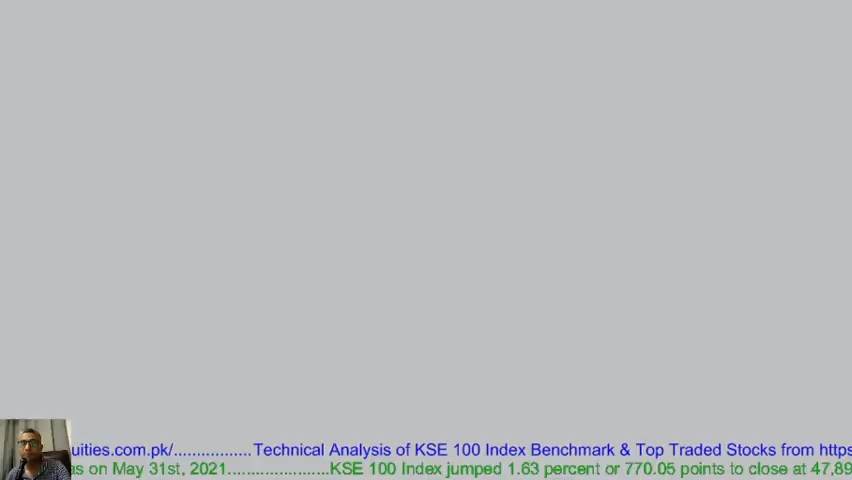 uities.com.pk/.................Technical Analysis of KSE 100 Index Benchmark & Top Traded Stocks from https
as on May 31st, 2021......................KSE 100 Index jumped 1.63 percent or 770.05 points to close at 47,89